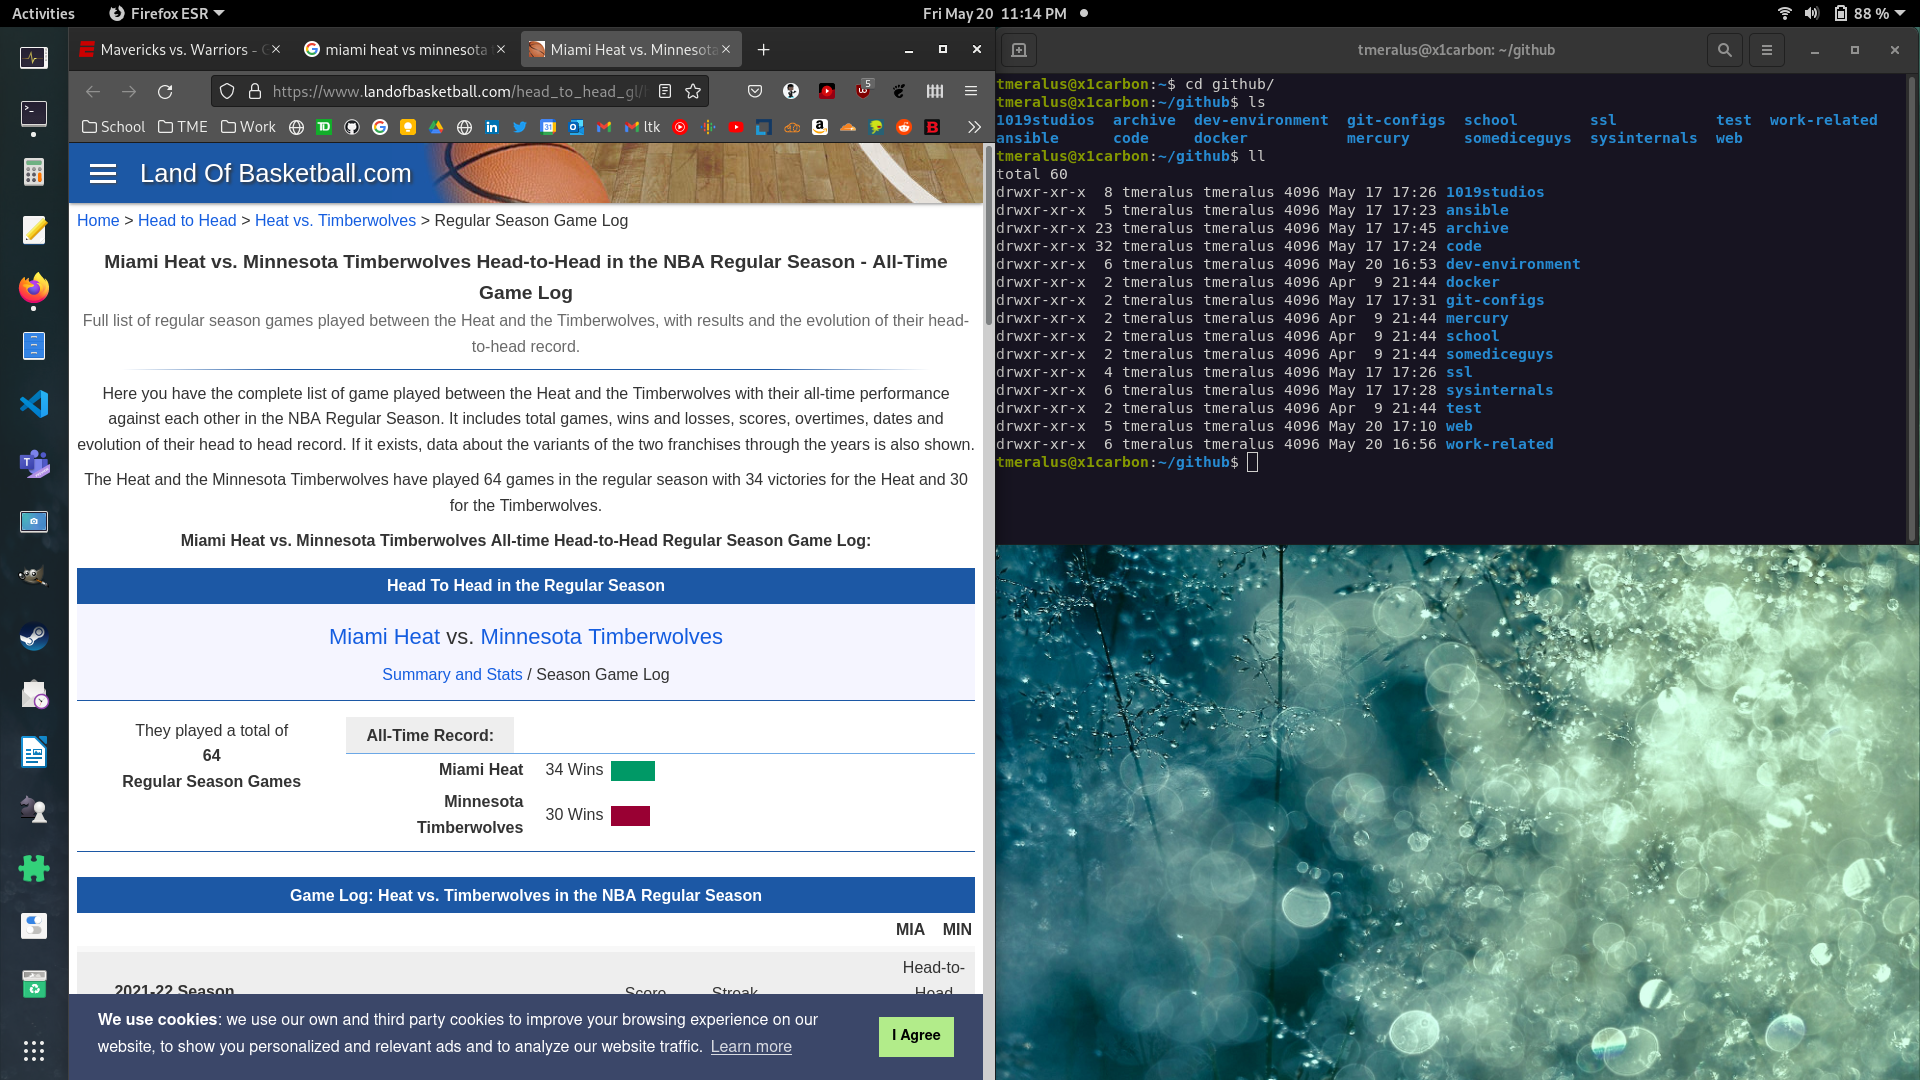 Activities
Firefox ESR
Fri May 20 11:14 PM
88 %
Mavericks vs. Warriors -
miami heat vs minnesota
Miami Heat vs. Minnesota
https://www.landofbasketball.com/head_to_head_gl/
5
School
TME
Work
ltk
Land Of Basketball.com
Home > Head to Head > Heat vs. Timberwolves > Regular Season Game Log
Miami Heat vs. Minnesota Timberwolves Head-to-Head in the NBA Regular Season - All-Time
Game Log
Full list of regular season games played between the Heat and the Timberwolves, with results and the evolution of their head-
to-head record.
Here you have the complete list of game played between the Heat and the Timberwolves with their all-time performance
against each other in the NBA Regular Season. It includes total games, wins and losses, scores, overtimes, dates and
evolution of their head to head record. If it exists, data about the variants of the two franchises through the years is also shown.
The Heat and the Minnesota Timberwolves have played 64 games in the regular season with 34 victories for the Heat and 30
for the Timberwolves.
Miami Heat vs. Minnesota Timberwolves All-time Head-to-Head Regular Season Game Log:
Head To Head in the Regular Season
Miami Heat vs. Minnesota Timberwolves
Summary and Stats / Season Game Log
They played a total of
64
Regular Season Games
All-Time Record:
Miami Heat 34 Wins
Minnesota
Timberwolves 30 Wins
Game Log: Heat vs. Timberwolves in the NBA Regular Season
MIA MIN
2021-22 Season Score Streak Head-to-
Head
We use cookies: we use our own and third party cookies to improve your browsing experience on our
website, to show you personalized and relevant ads and to analyze our website traffic. Learn more
I Agree
tmeralus@x1carbon: ~/github
tmeralus@x1carbon:~$ cd github/
tmeralus@x1carbon:~/github$ ls
1019studios archive dev-environment git-configs school ssl test work-related
ansible code docker mercury somediceguys sysinternals web
tmeralus@x1carbon:~/github$ ll
total 60
drwxr-xr-x 8 tmeralus tmeralus 4096 May 17 17:26 1019studios
drwxr-xr-x 5 tmeralus tmeralus 4096 May 17 17:23 ansible
drwxr-xr-x 23 tmeralus tmeralus 4096 May 17 17:45 archive
drwxr-xr-x 32 tmeralus tmeralus 4096 May 17 17:24 code
drwxr-xr-x 6 tmeralus tmeralus 4096 May 20 16:53 dev-environment
drwxr-xr-x 2 tmeralus tmeralus 4096 Apr 9 21:44 docker
drwxr-xr-x 2 tmeralus tmeralus 4096 May 17 17:31 git-configs
drwxr-xr-x 2 tmeralus tmeralus 4096 Apr 9 21:44 mercury
drwxr-xr-x 2 tmeralus tmeralus 4096 Apr 9 21:44 school
drwxr-xr-x 2 tmeralus tmeralus 4096 Apr 9 21:44 somediceguys
drwxr-xr-x 4 tmeralus tmeralus 4096 May 17 17:26 ssl
drwxr-xr-x 6 tmeralus tmeralus 4096 May 17 17:28 sysinternals
drwxr-xr-x 2 tmeralus tmeralus 4096 Apr 9 21:44 test
drwxr-xr-x 5 tmeralus tmeralus 4096 May 20 17:10 web
drwxr-xr-x 6 tmeralus tmeralus 4096 May 20 16:56 work-related
tmeralus@x1carbon:~/github$